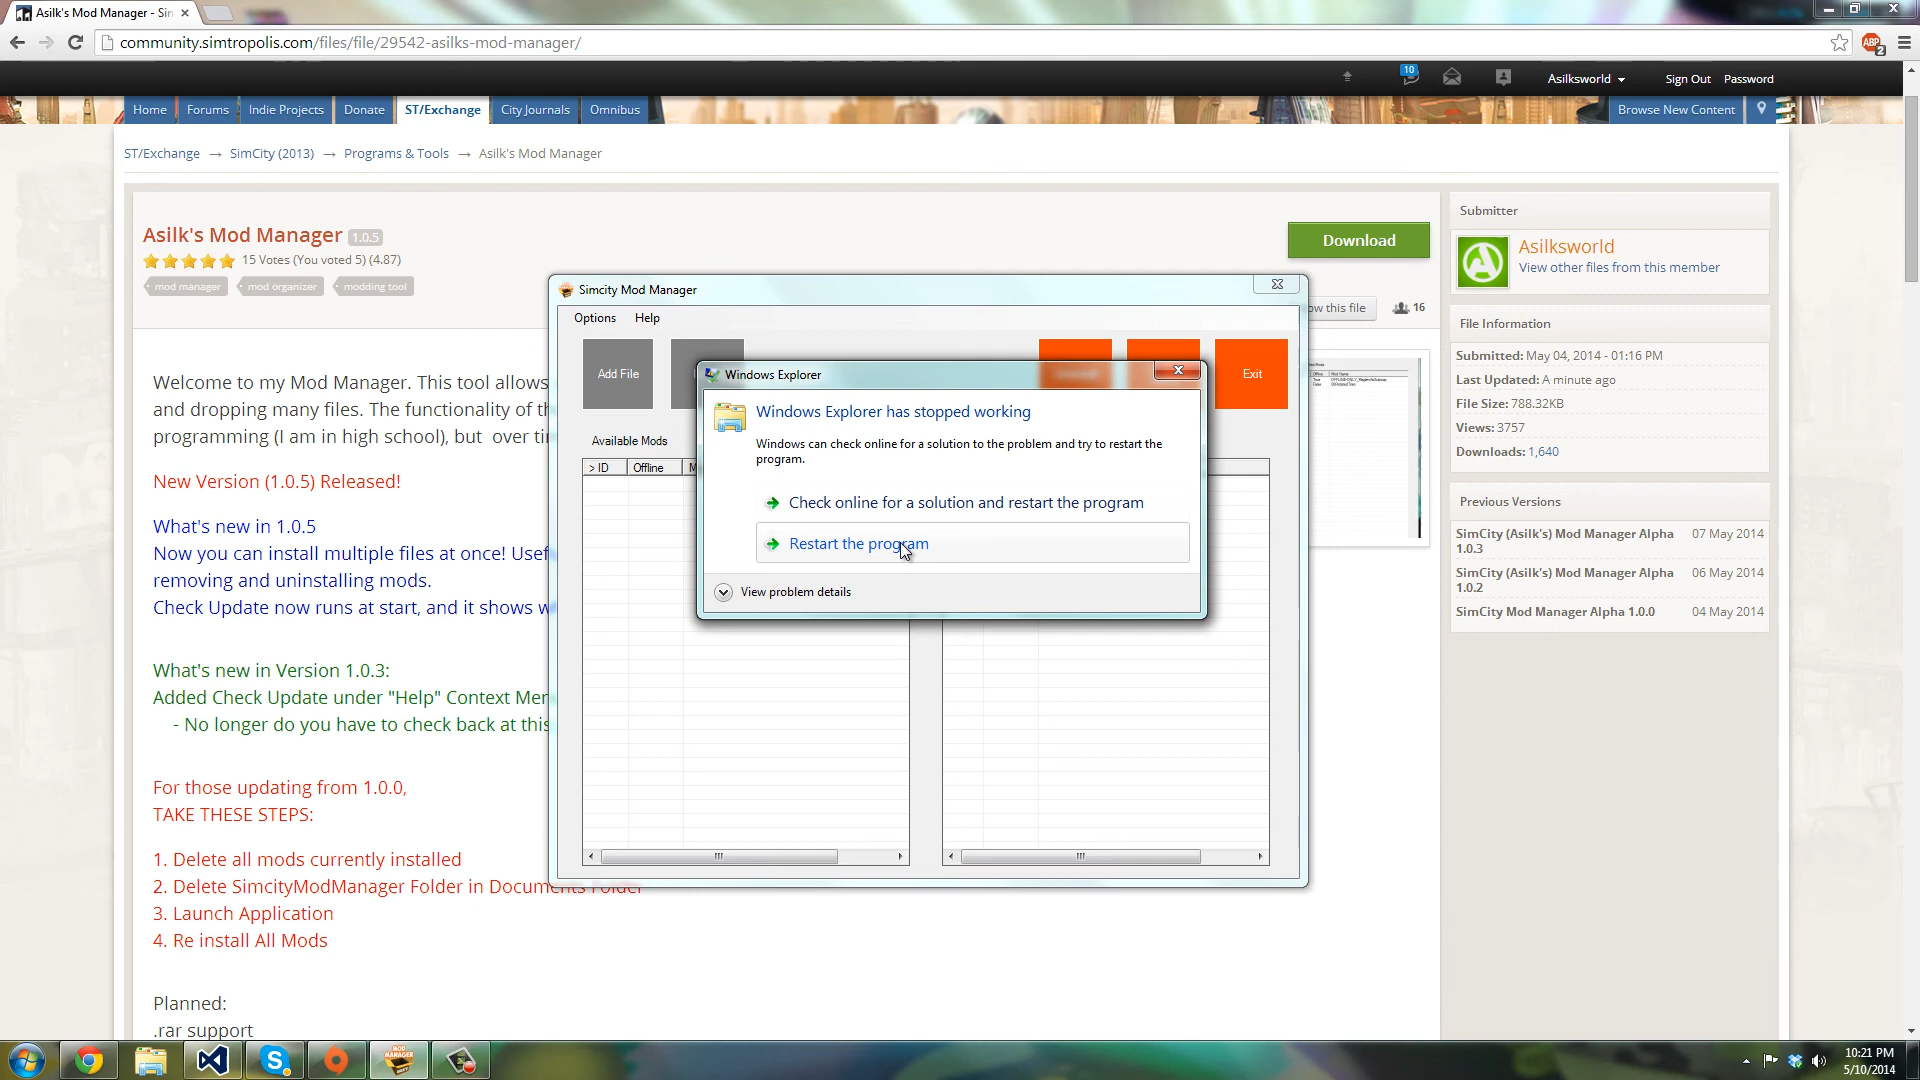 Asilk's Mod Manager - Sin
community.simtropolis.com/files/file/29542-asilks-mod-manager/
ABP
2
10
Asilksworld
Sign Out
Password
Home
Forums
Indie Projects
Donate
ST/Exchange
City Journals
Omnibus
Browse New Content
ST/Exchange → SimCity (2013) → Programs & Tools → Asilk's Mod Manager
Asilk's Mod Manager 1.0.5
15 Votes (You voted 5) (4.87)
mod manager
mod organizer
modding tool
Download
ow this file
16
Welcome to my Mod Manager. This tool allows
and dropping many files. The functionality of th
programming (I am in high school), but over tin
New Version (1.0.5) Released!
What's new in 1.0.5
Now you can install multiple files at once! Usef
removing and uninstalling mods.
Check Update now runs at start, and it shows w
What's new in Version 1.0.3:
Added Check Update under "Help" Context Mer
- No longer do you have to check back at this
For those updating from 1.0.0,
TAKE THESE STEPS:
1. Delete all mods currently installed
2. Delete SimcityModManager Folder in Documents Folder
3. Launch Application
4. Re install All Mods
Planned:
.rar support
Simcity Mod Manager
Options
Help
Add File
Exit
Available Mods
> ID
Offline
M
Windows Explorer
Windows Explorer has stopped working
Windows can check online for a solution to the problem and try to restart the
program.
Check online for a solution and restart the program
Restart the program
View problem details
Submitter
Asilksworld
View other files from this member
File Information
Submitted: May 04, 2014 - 01:16 PM
Last Updated: A minute ago
File Size: 788.32KB
Views: 3757
Downloads: 1,640
Previous Versions
SimCity (Asilk's) Mod Manager Alpha 07 May 2014
1.0.3
SimCity (Asilk's) Mod Manager Alpha 06 May 2014
1.0.2
SimCity Mod Manager Alpha 1.0.0 04 May 2014
MOD
MANAGER
10:21 PM
5/10/2014